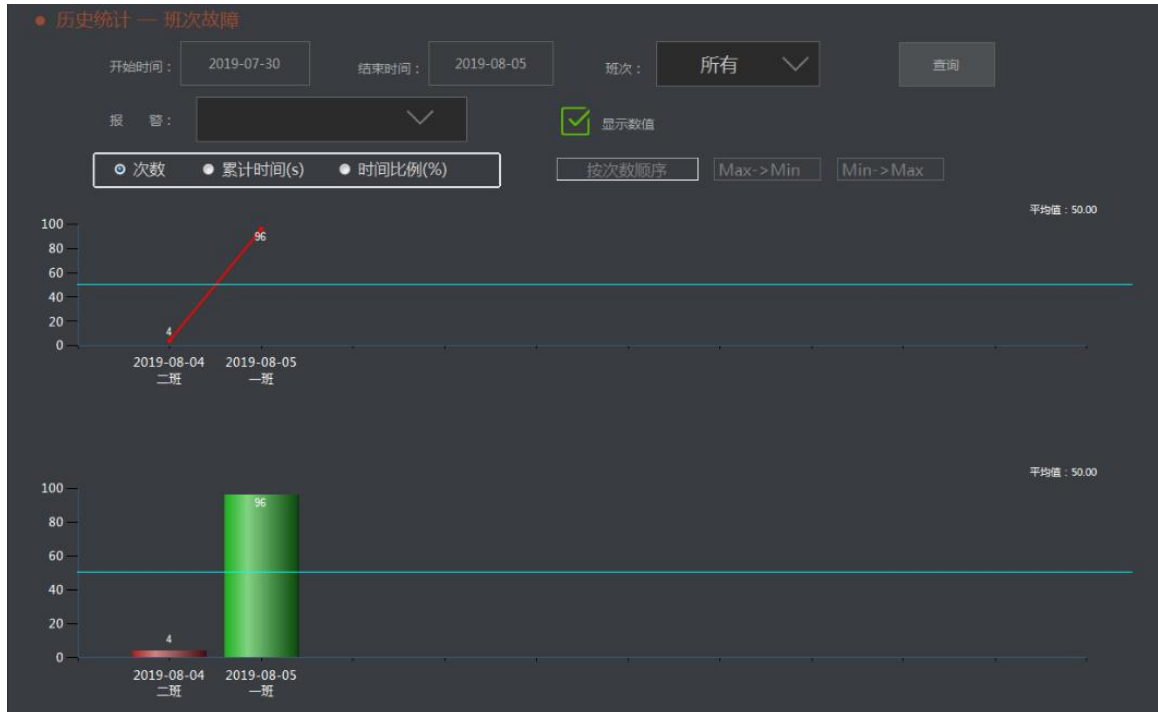 历史统计 — 班次故障
开始时间： 2019-07-30 结束时间： 2019-08-05 班次： 所有 查询
报 警： 显示数值
次数 累计时间(s) 时间比例(%) 按次数顺序 Max->Min Min->Max
平均值：50.00
100
80
60
40
20
0
96
4
2019-08-04 2019-08-05
二班 一班
平均值：50.00
100
80
60
40
20
0
96
4
2019-08-04 2019-08-05
二班 一班